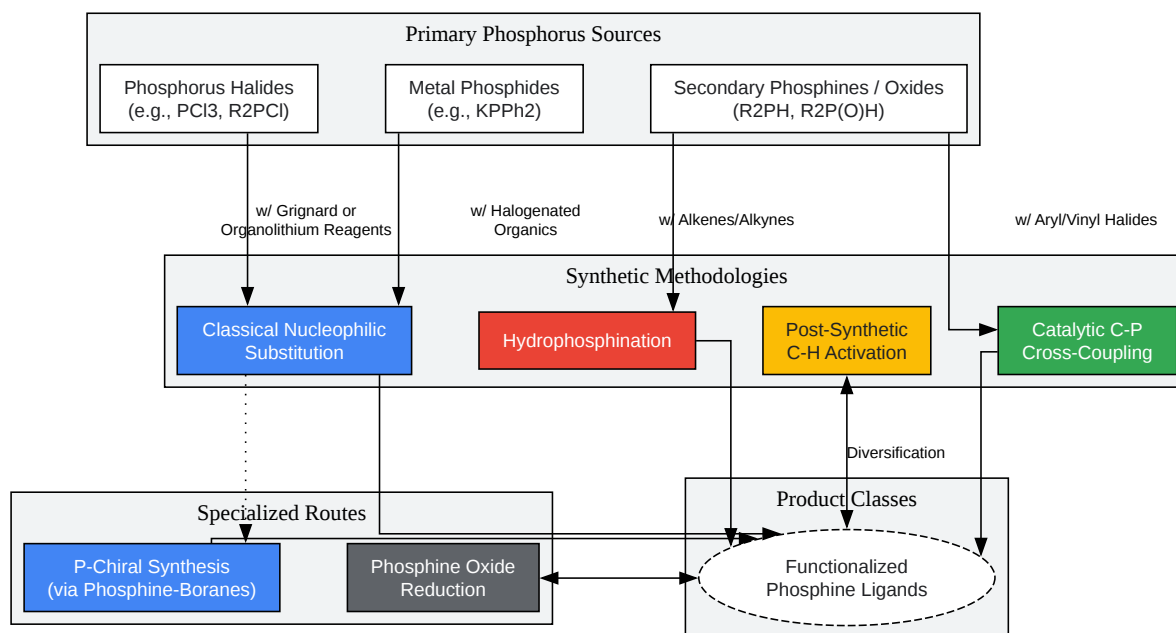 Primary Phosphorus Sources
Phosphorus Halides
(e.g., PCl3, R2PCl)
Metal Phosphides
(e.g., KPPh2)
Secondary Phosphines / Oxides
(R2PH, R2P(O)H)
w/ Grignard or
Organolithium Reagents
w/ Halogenated
Organics
w/ Alkenes/Alkynes
w/ Aryl/Vinyl Halides
Synthetic Methodologies
Classical Nucleophilic
Substitution
Hydrophosphination
Post-Synthetic
C-H Activation
Catalytic C-P
Cross-Coupling
Diversification
Specialized Routes
P-Chiral Synthesis
(via Phosphine-Boranes)
Phosphine Oxide
Reduction
Product Classes
Functionalized
Phosphine Ligands